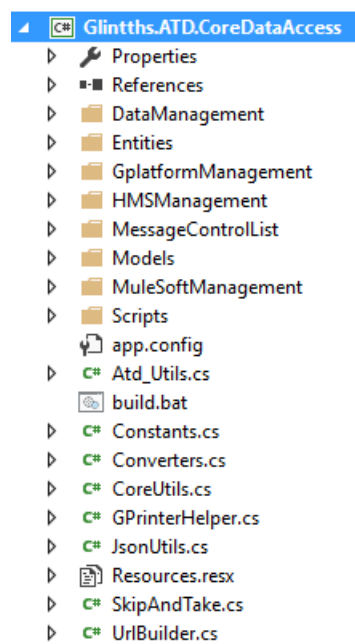 C# Glintths.ATD.CoreDataAccess
Properties
References
DataManagement
Entities
GplatformManagement
HMSManagement
MessageControlList
Models
MuleSoftManagement
Scripts
app.config
C# Atd_Utils.cs
build.bat
C# Constants.cs
C# Converters.cs
C# CoreUtils.cs
C# GPrinterHelper.cs
C# JsonUtils.cs
Resources.resx
C# SkipAndTake.cs
C# UrlBuilder.cs